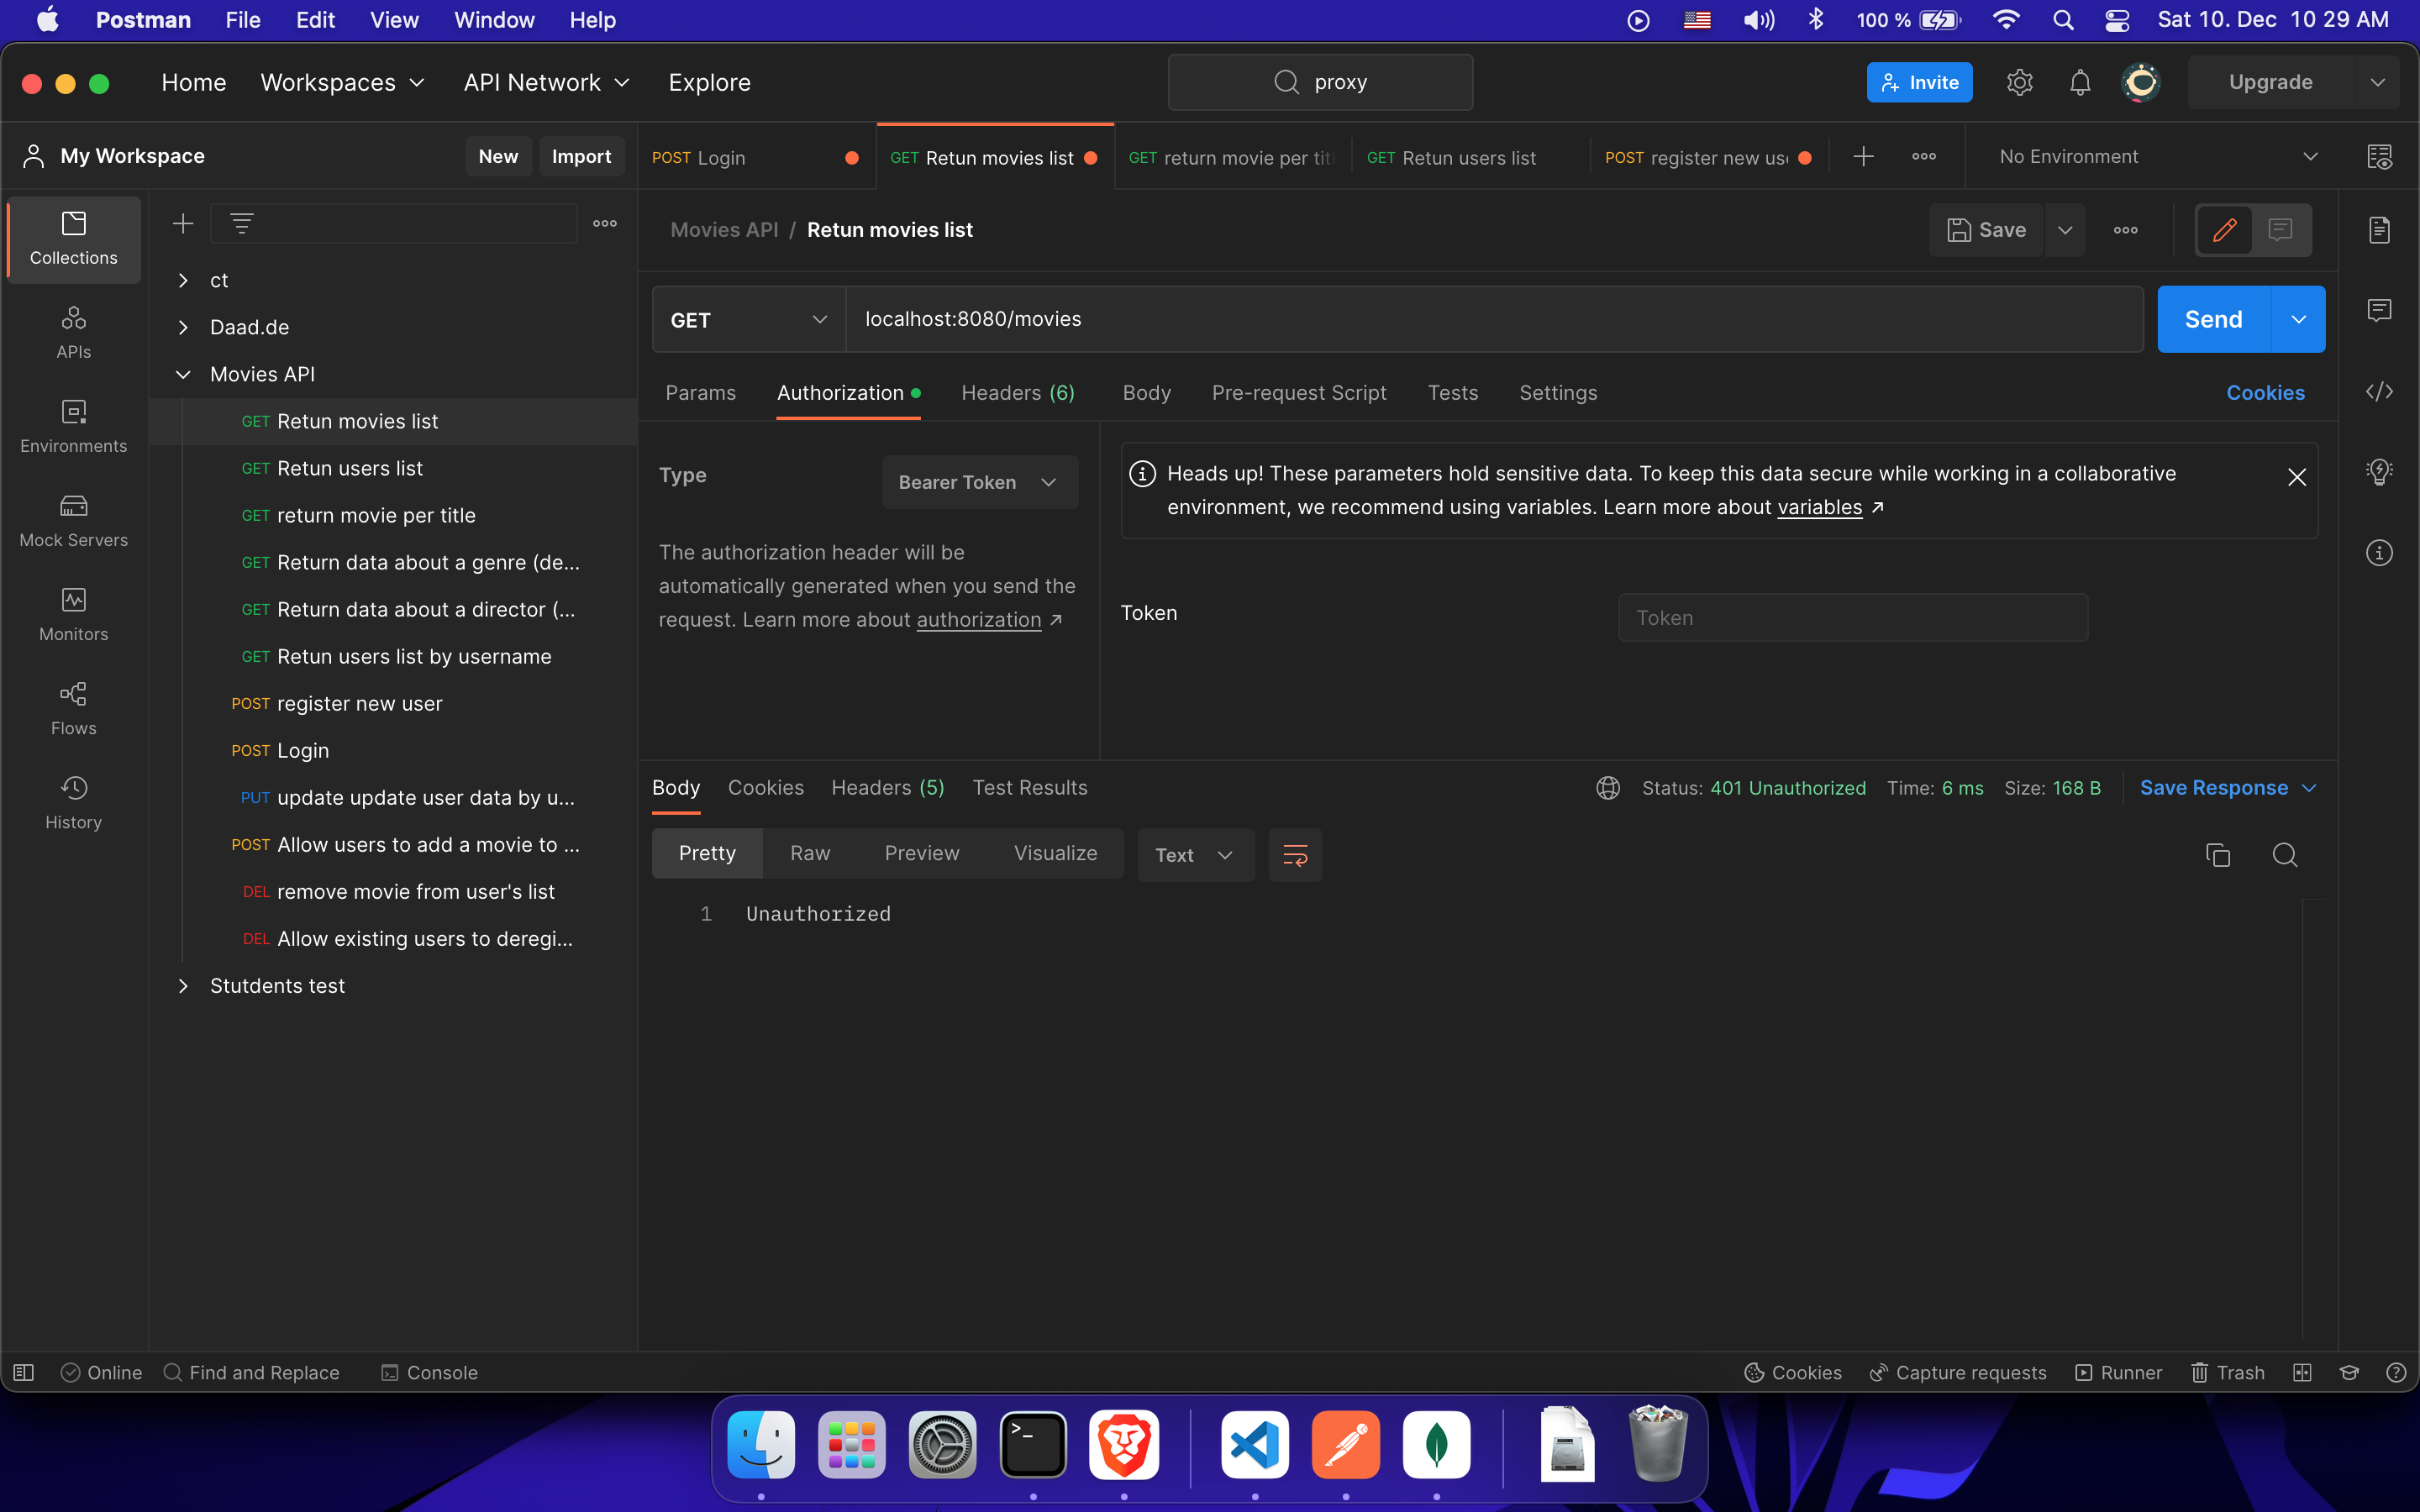 Postman File Edit View Window Help 100 % Sat 10. Dec 10 29 AM
Home Workspaces API Network Explore proxy Invite Upgrade
My Workspace New Import
POST Login GET Retun movies list GET return movie per tit GET Retun users list POST register new us No Environment
Collections
APIs
Environments
Mock Servers
Monitors
Flows
History
ct
Daad.de
Movies API
GET Retun movies list
GET Retun users list
GET return movie per title
GET Return data about a genre (de...
GET Return data about a director (...
GET Retun users list by username
POST register new user
POST Login
PUT update update user data by u...
POST Allow users to add a movie to ...
DEL remove movie from user's list
DEL Allow existing users to deregi...
Stutdents test
Movies API / Retun movies list Save
GET localhost:8080/movies Send
Params Authorization Headers (6) Body Pre-request Script Tests Settings Cookies
Type Bearer Token
The authorization header will be
automatically generated when you send the
request. Learn more about authorization ↗
Heads up! These parameters hold sensitive data. To keep this data secure while working in a collaborative
environment, we recommend using variables. Learn more about variables ↗
Token Token
Body Cookies Headers (5) Test Results Status: 401 Unauthorized Time: 6 ms Size: 168 B Save Response
Pretty Raw Preview Visualize Text
1 Unauthorized
Online Find and Replace Console Cookies Capture requests Runner Trash